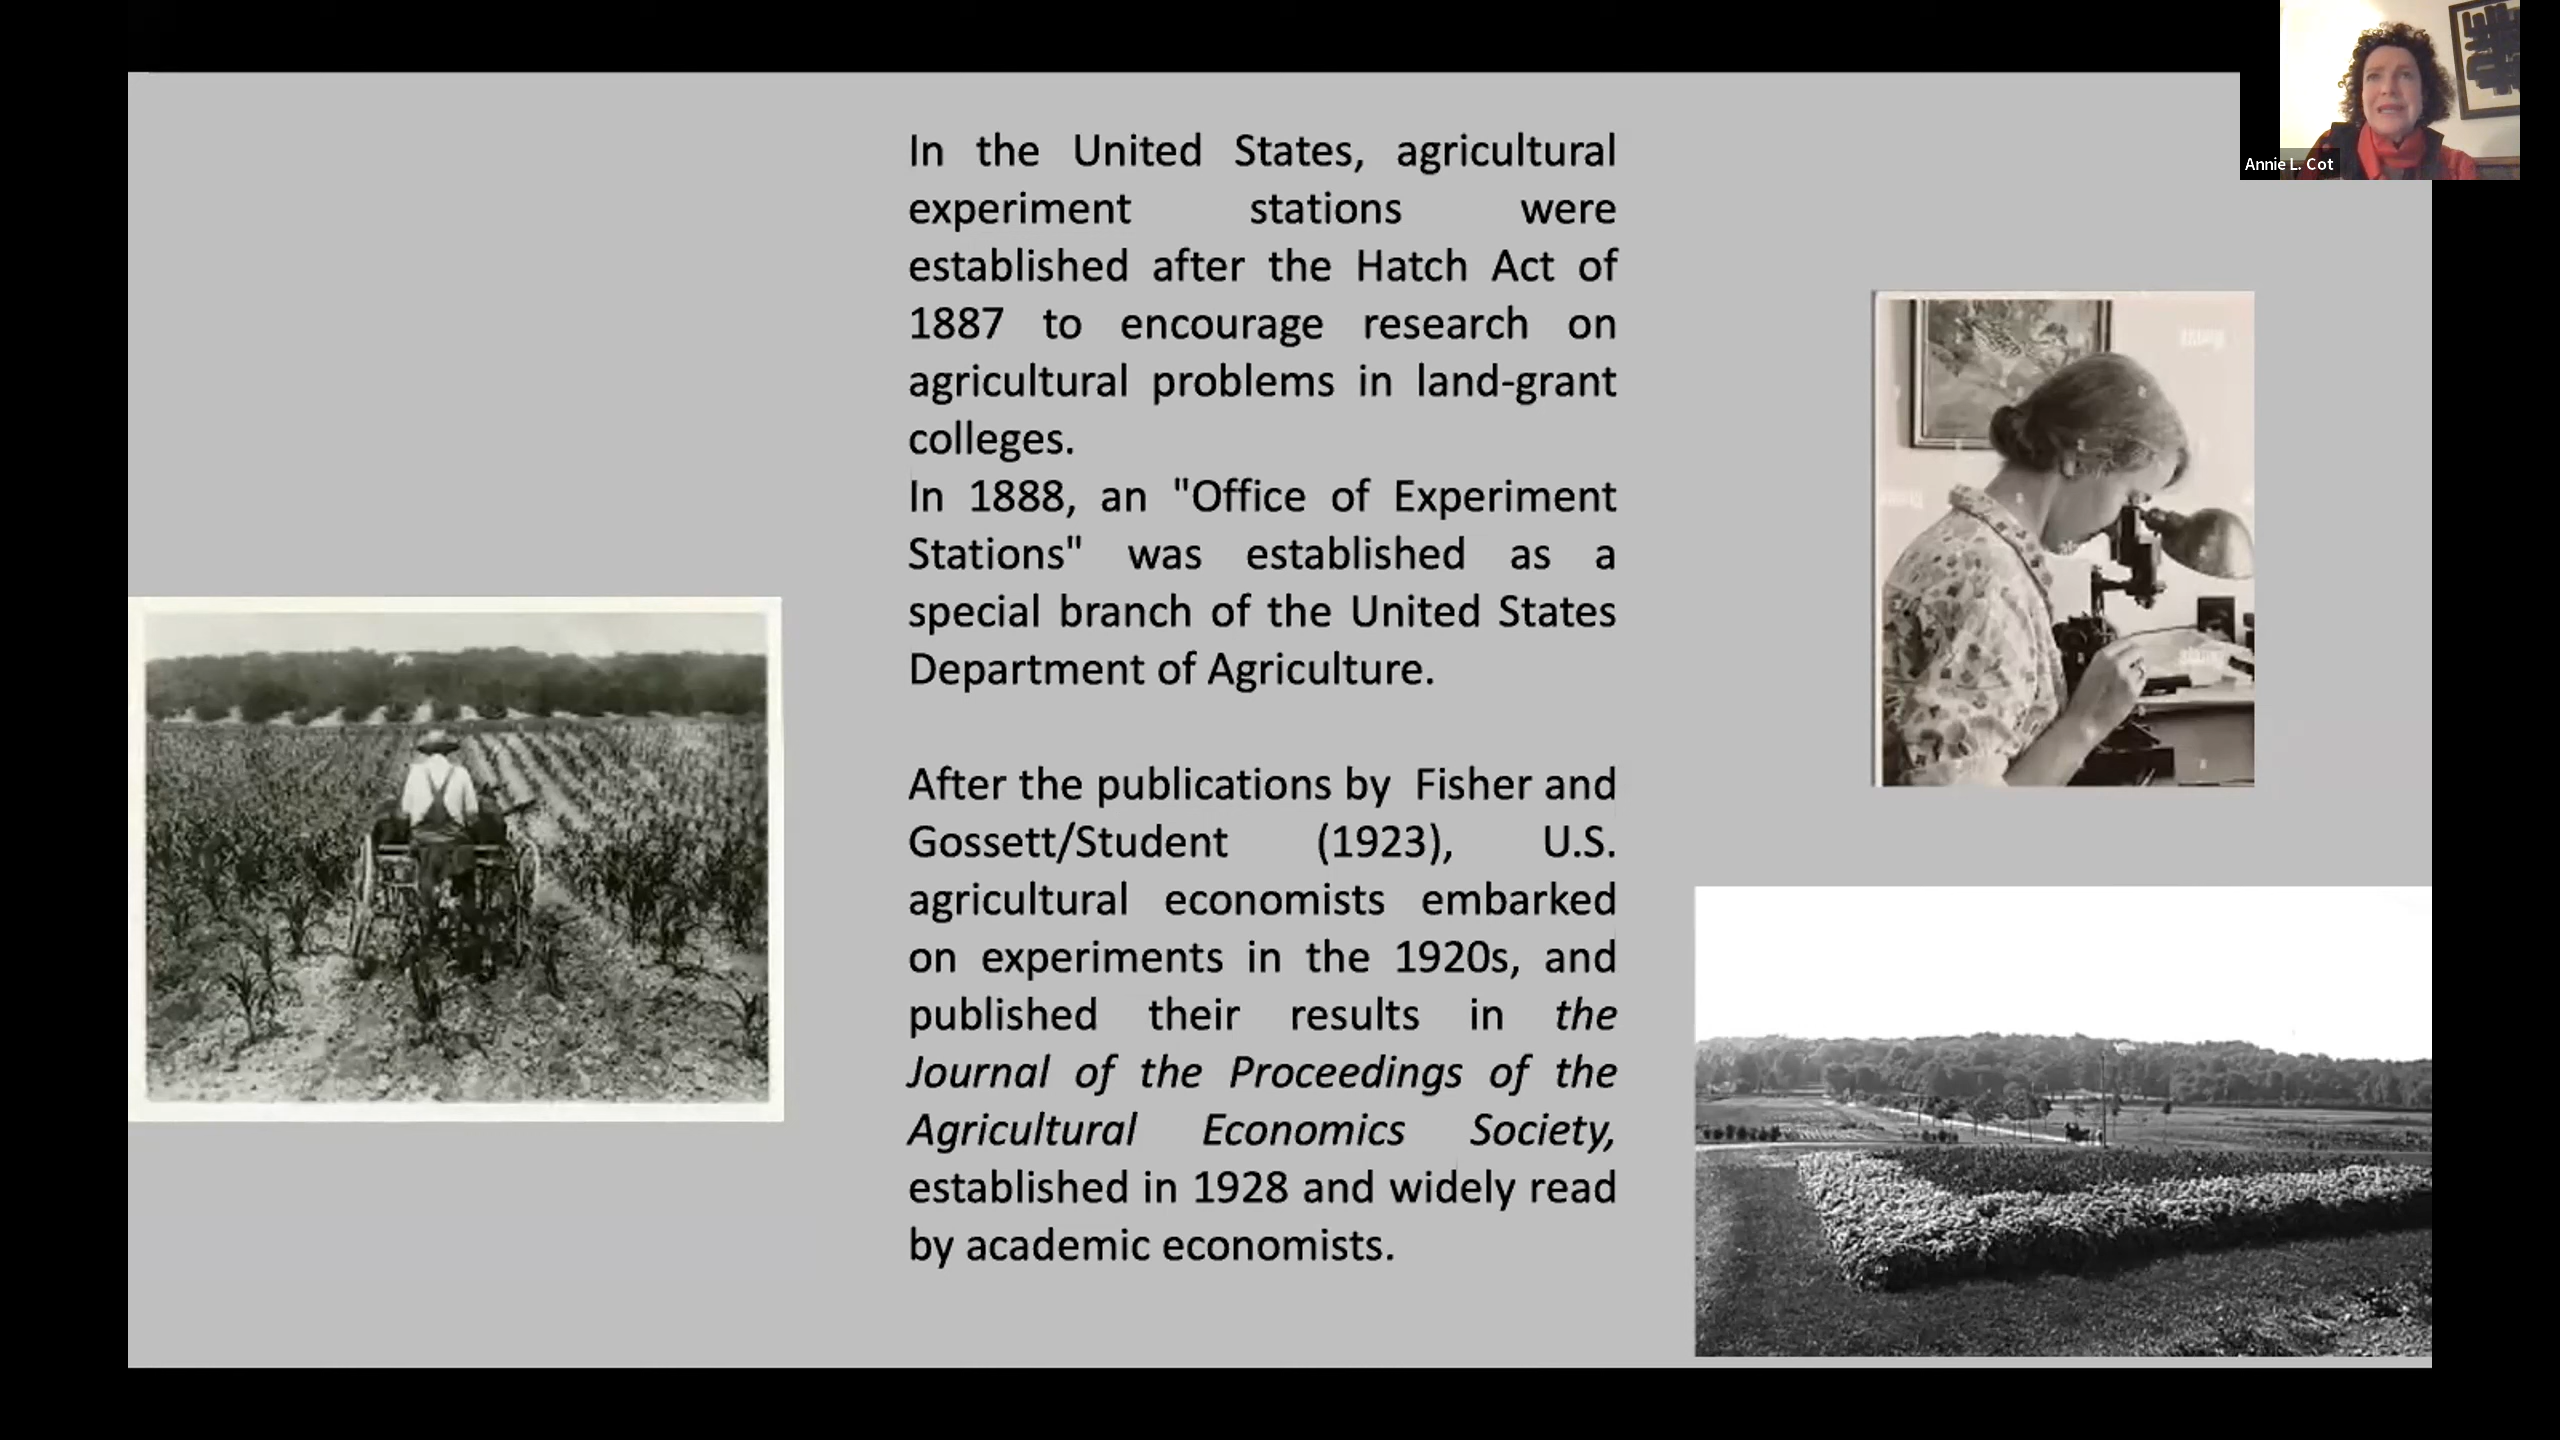 In the United States, agricultural
experiment stations were
established after the Hatch Act of
1887 to encourage research on
agricultural problems in land-grant
colleges.
In 1888, an "Office of Experiment
Stations" was established as a
special branch of the United States
Department of Agriculture.
After the publications by Fisher and
Gossett/Student (1923), U.S.
agricultural economists embarked
on experiments in the 1920s, and
published their results in the
Journal of the Proceedings of the
Agricultural Economics Society,
established in 1928 and widely read
by academic economists.
Annie L. Cot